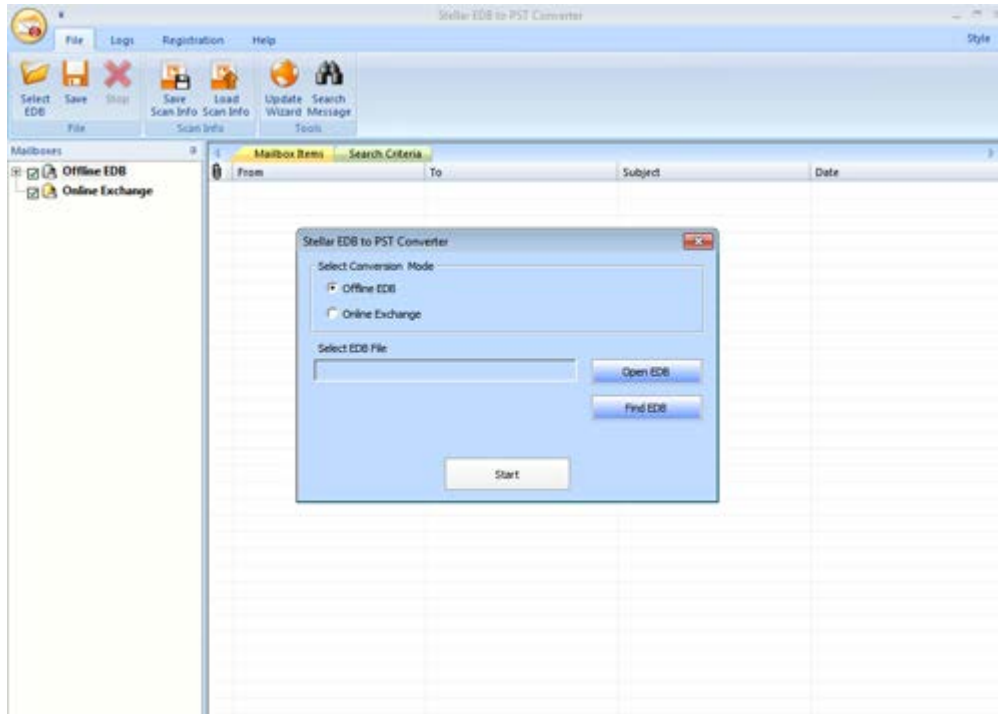 Stellar EDB to PST Converter
File Logs Registration Help Style
Select EDB Save Stop Save Scan Info Load Scan Info Update Wizard Search Message
File Scan Info Tools
Mailboxes
Offline EDB
Online Exchange
Mailbox Items Search Criteria
From To Subject Date
Stellar EDB to PST Converter
Select Conversion Mode
Offline EDB
Online Exchange
Select EDB File
Open EDB
Find EDB
Start